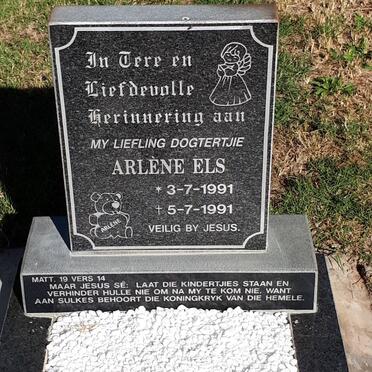 In Tere en
Liefdevolle
Herinnering aan
MY LIEFLING DOGTERTJIE
ARLÈNE ELS
* 3-7-1991
† 5-7-1991
VEILIG BY JESUS.
ARLÈNE
MATT. 19 VERS 14
MAAR JESUS SÊ: LAAT DIE KINDERTJIES STAAN EN
VERHINDER HULLE NIE OM NA MY TE KOM NIE. WANT
AAN SULKES BEHOORT DIE KONINGKRYK VAN DIE HEMELE.